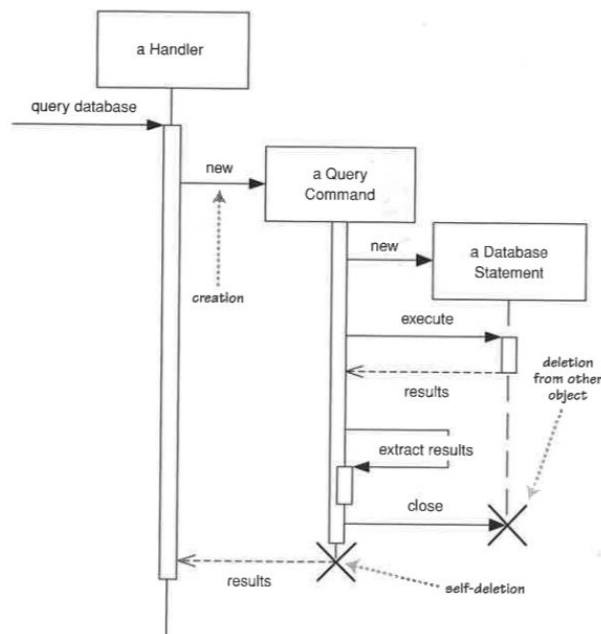 a Handler
query database
new
a Query
Command
new
a Database
Statement
creation
execute
deletion
from other
object
results
extract results
close
results
self-deletion